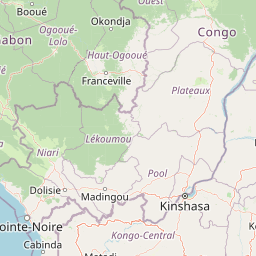 Ouest
Booué
Okondja
Congo
abon
Ogooué-
Lolo
Haut-Ogooué
Franceville
Plateaux
Lékoumou
Niari
Pool
Dolisie
Madingou
Kinshasa
ointe-Noire
Kongo-Central
Cabinda
Matadi